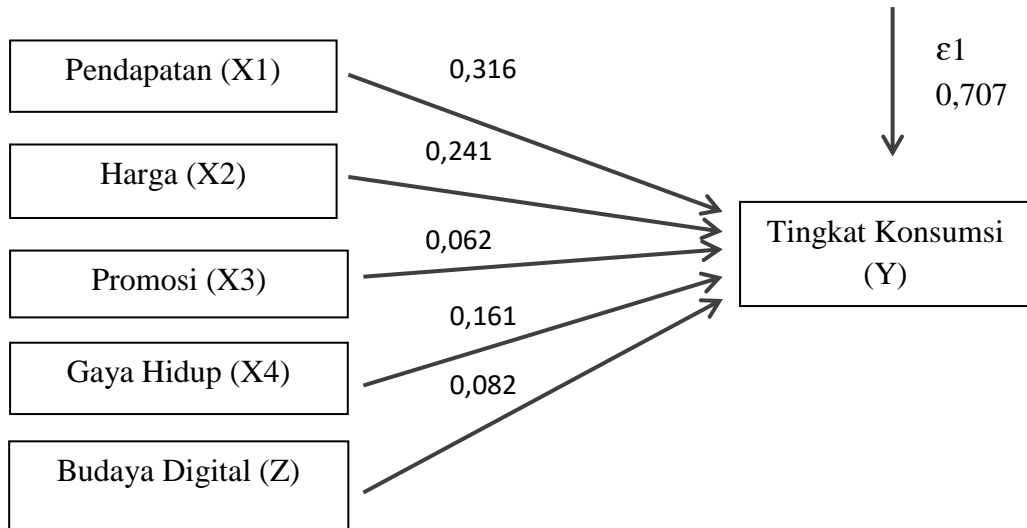 Pendapatan (X1)
0,316
ε1
0,707
Harga (X2)
0,241
Tingkat Konsumsi
(Y)
Promosi (X3)
0,062
Gaya Hidup (X4)
0,161
Budaya Digital (Z)
0,082